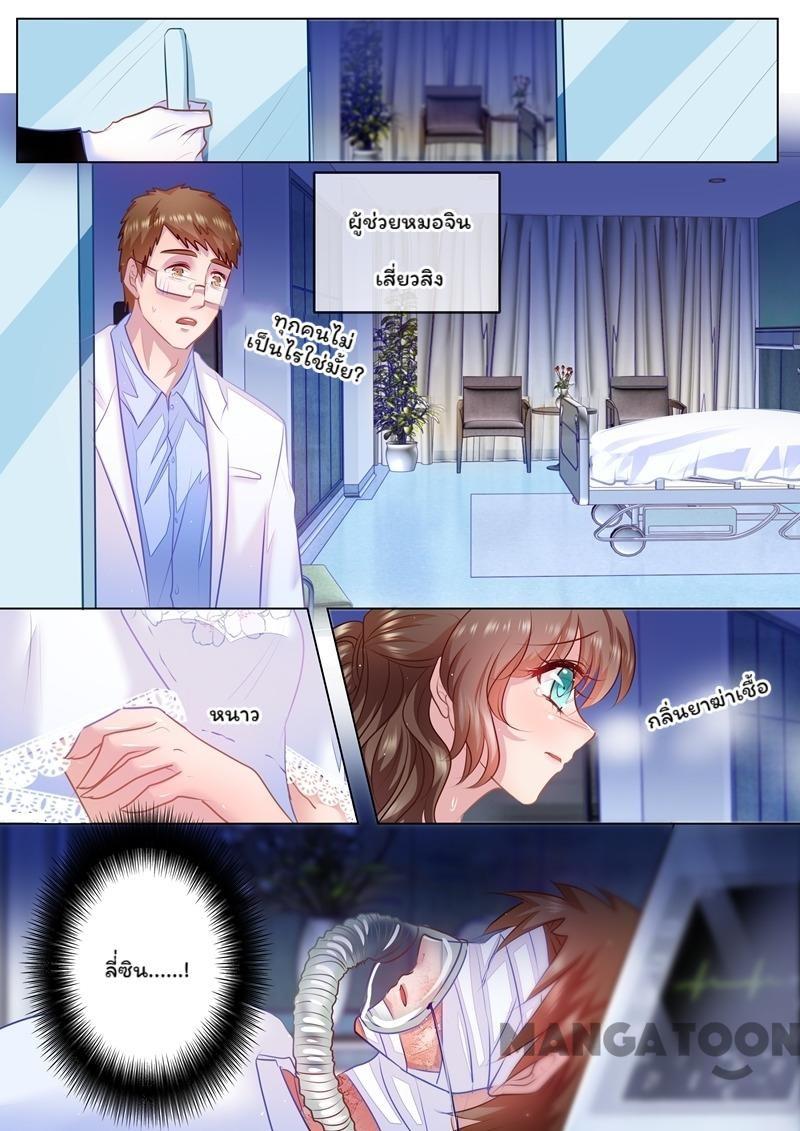 ผู้ช่วยหมอจิน
เสี่ยวสิง
ทุกคนไม่
เป็นไรใช่มั้ย?
หนาว
กลิ่นยาฆ่าเชื้อ
ลี่ซิน......!
MANGATOON